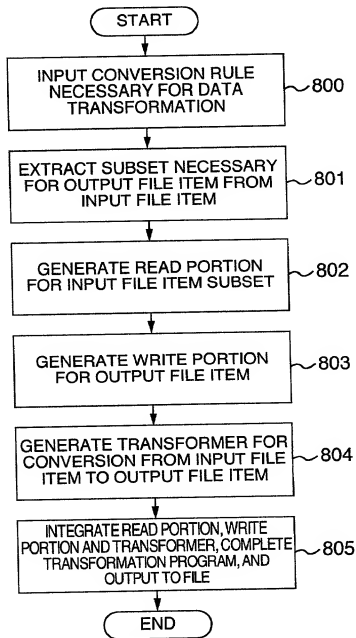 START
INPUT CONVERSION RULE
NECESSARY FOR DATA
TRANSFORMATION
800
EXTRACT SUBSET NECESSARY
FOR OUTPUT FILE ITEM FROM
INPUT FILE ITEM
801
GENERATE READ PORTION
FOR INPUT FILE ITEM SUBSET
802
GENERATE WRITE PORTION
FOR OUTPUT FILE ITEM
803
GENERATE TRANSFORMER FOR
CONVERSION FROM INPUT FILE
ITEM TO OUTPUT FILE ITEM
804
INTEGRATE READ PORTION, WRITE
PORTION AND TRANSFORMER, COMPLETE
TRANSFORMATION PROGRAM, AND
OUTPUT TO FILE
805
END